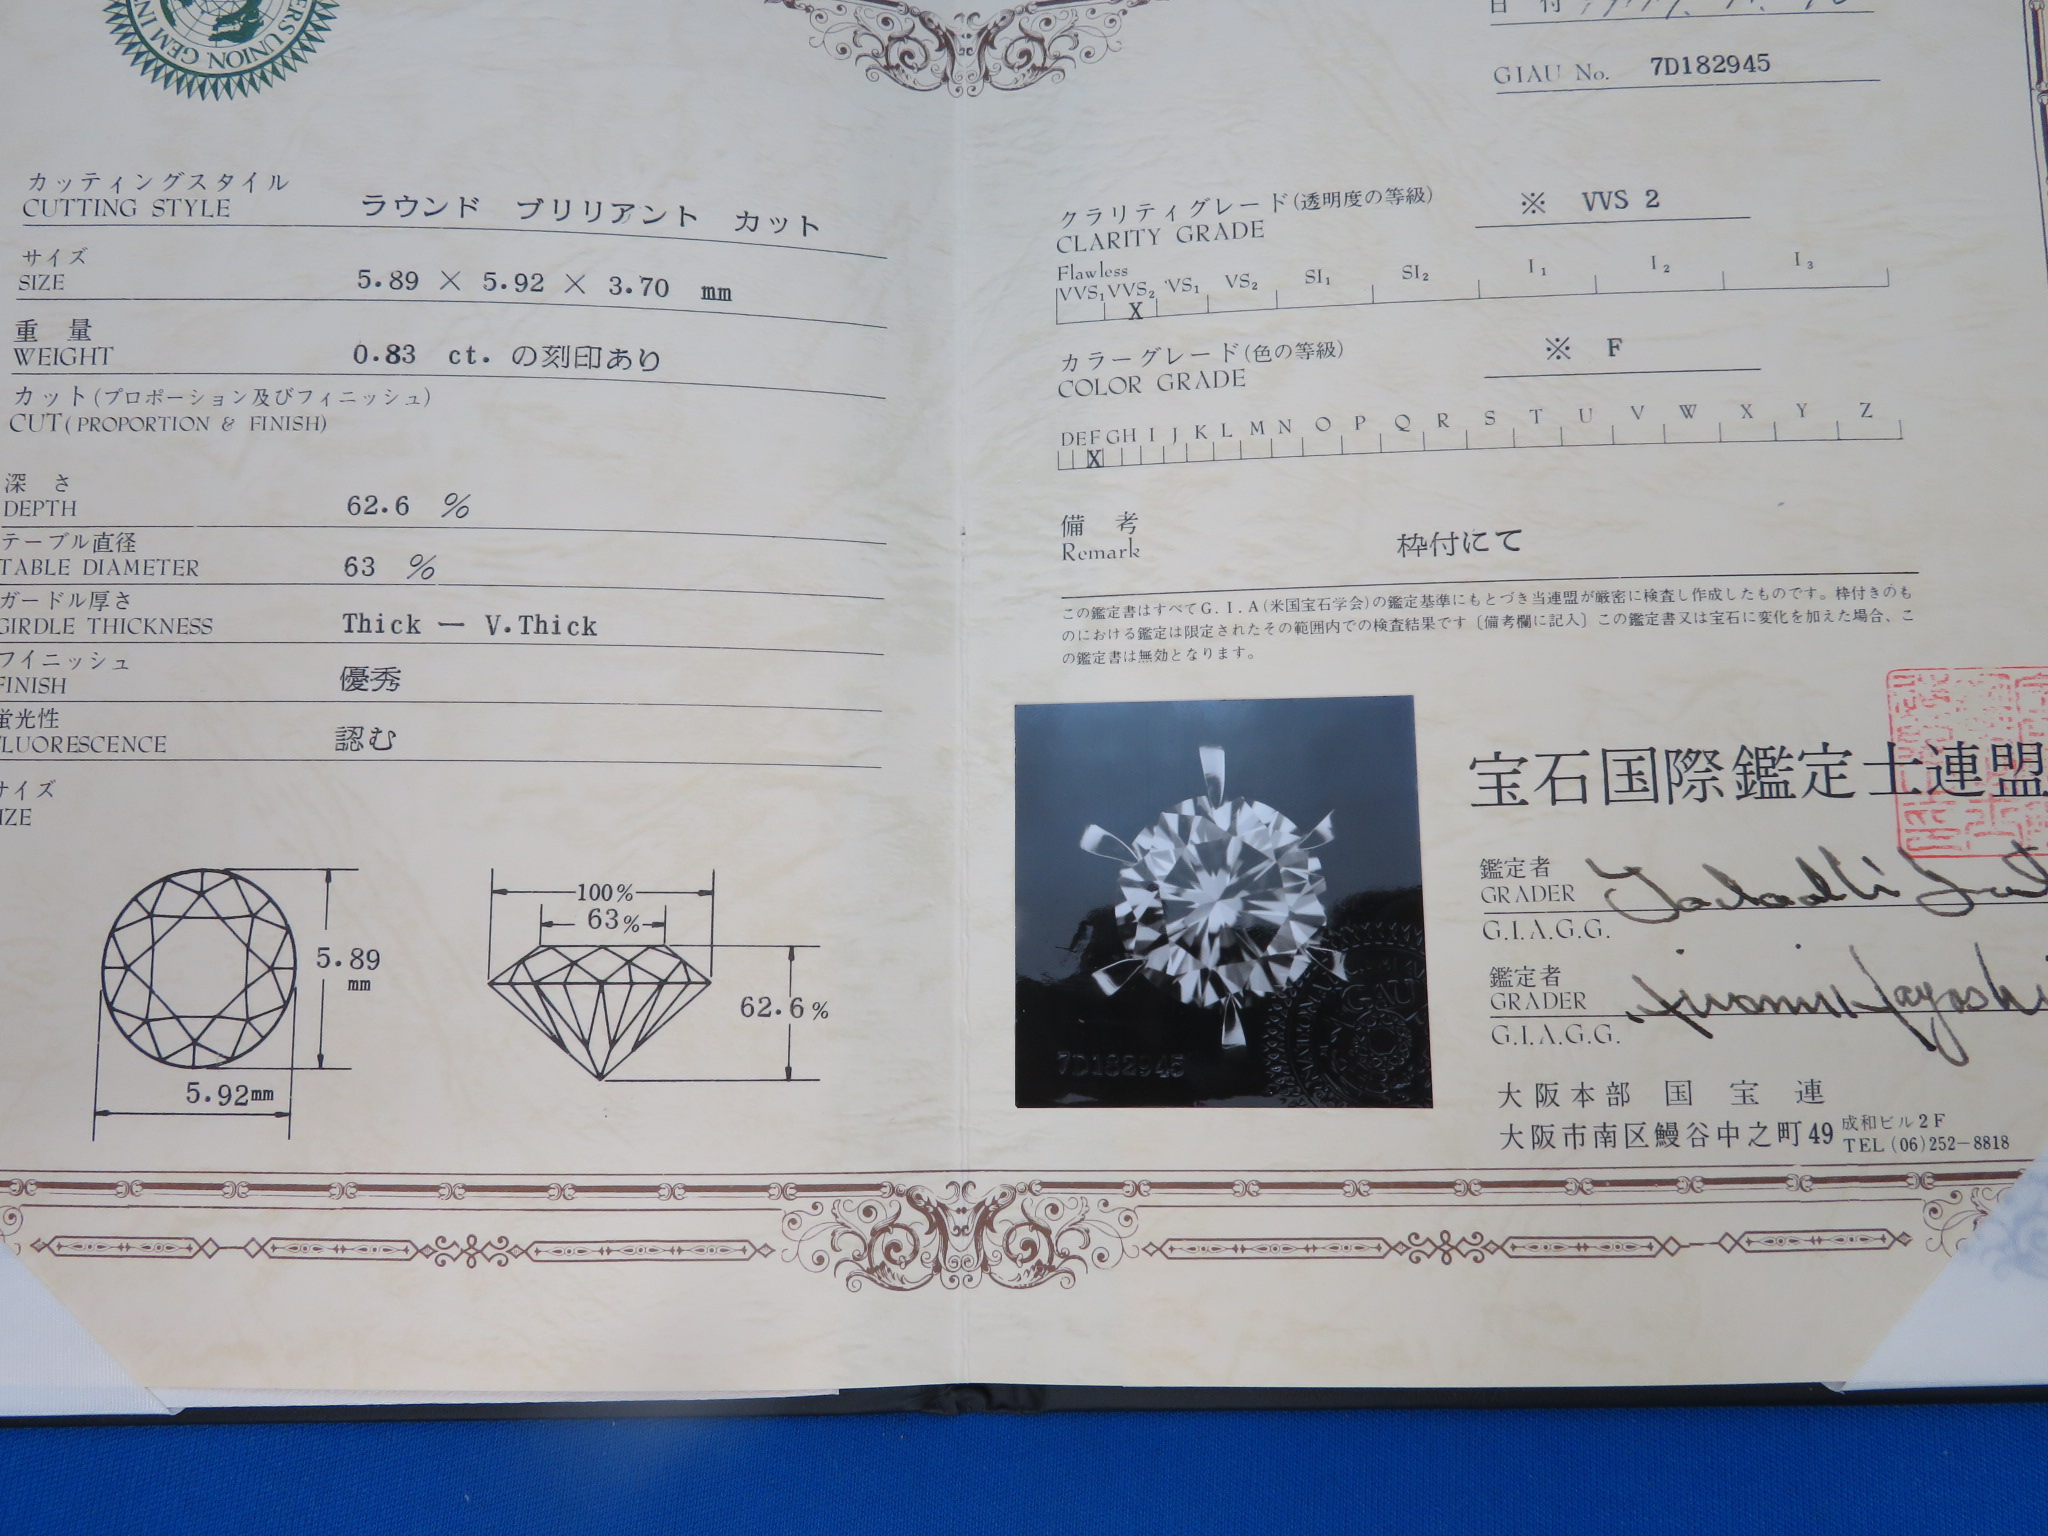 ERS UNION GEM IN
日付
GIAU No. 7D182945
カッティングスタイル
CUTTING STYLE ラウンド ブリリアント カット
サイズ
SIZE 5.89 × 5.92 × 3.70 mm
重量
WEIGHT 0.83 ct. の刻印あり
カット(プロポーション及びフィニッシュ)
CUT(PROPORTION & FINISH)
深さ
DEPTH 62.6 %
テーブル直径
TABLE DIAMETER 63 %
ガードル厚さ
GIRDLE THICKNESS Thick — V.Thick
フイニッシュ
FINISH 優秀
蛍光性
FLUORESCENCE 認む
サイズ
IZE
5.89
mm
5.92mm
100%
63%
62.6%
クラリティグレード(透明度の等級) ※ VVS 2
CLARITY GRADE
Flawless
VVS1 VVS2 VS1 VS2 SI1 SI2 I1 I2 I3
X
カラーグレード(色の等級) ※ F
COLOR GRADE
D E F G H I J K L M N O P Q R S T U V W X Y Z
X
備考
Remark 枠付にて
この鑑定書はすべてG.I.A(米国宝石学会)の鑑定基準にもとづき当連盟が厳密に検査し作成したものです。枠付きのも
のにおける鑑定は限定されたその範囲内での検査結果です〔備考欄に記入〕この鑑定書又は宝石に変化を加えた場合、こ
の鑑定書は無効となります。
GIAU
7D182945
宝石国際鑑定士連盟
鑑定者
GRADER
G.I.A.G.G.
鑑定者
GRADER
G.I.A.G.G.
大阪本部 国宝連
大阪市南区鰻谷中之町49 成和ビル2F
TEL (06)252-8818